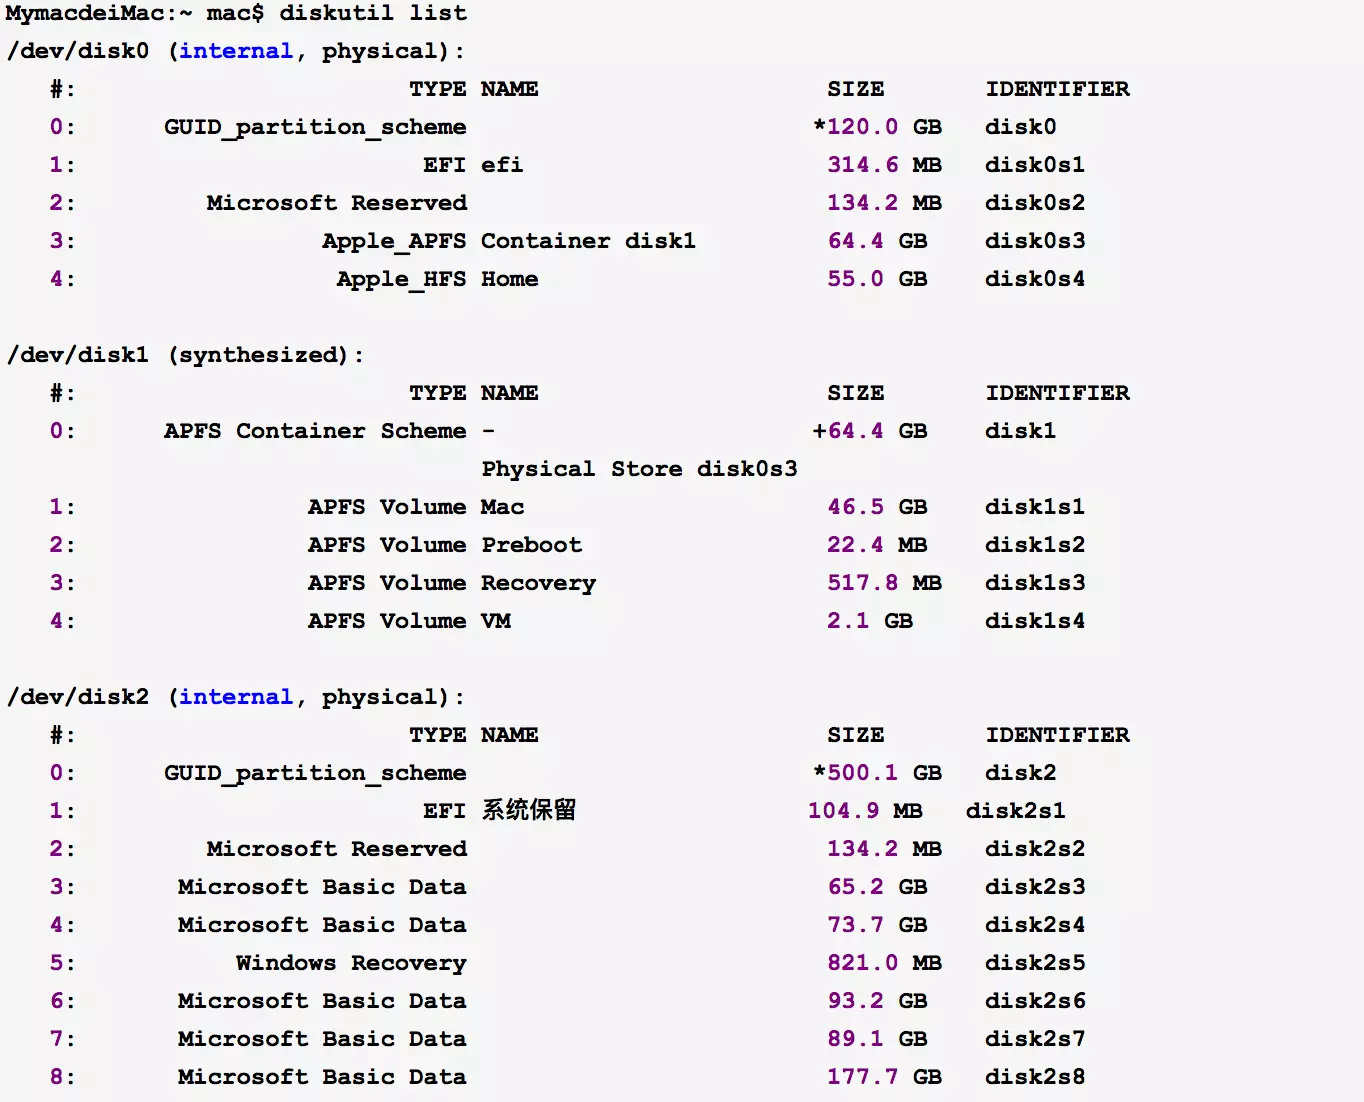 MymacdeiMac:~ mac$ diskutil list
/dev/disk0 (internal, physical):
   #:                       TYPE NAME                    SIZE       IDENTIFIER
   0:      GUID_partition_scheme                        *120.0 GB   disk0
   1:                        EFI efi                     314.6 MB   disk0s1
   2:         Microsoft Reserved                         134.2 MB   disk0s2
   3:                 Apple_APFS Container disk1         64.4 GB    disk0s3
   4:                  Apple_HFS Home                    55.0 GB    disk0s4

/dev/disk1 (synthesized):
   #:                       TYPE NAME                    SIZE       IDENTIFIER
   0:      APFS Container Scheme -                      +64.4 GB    disk1
                                 Physical Store disk0s3
   1:                APFS Volume Mac                     46.5 GB    disk1s1
   2:                APFS Volume Preboot                 22.4 MB    disk1s2
   3:                APFS Volume Recovery                517.8 MB   disk1s3
   4:                APFS Volume VM                      2.1 GB     disk1s4

/dev/disk2 (internal, physical):
   #:                       TYPE NAME                    SIZE       IDENTIFIER
   0:      GUID_partition_scheme                        *500.1 GB   disk2
   1:                        EFI 系统保留                104.9 MB   disk2s1
   2:         Microsoft Reserved                         134.2 MB   disk2s2
   3:       Microsoft Basic Data                         65.2 GB    disk2s3
   4:       Microsoft Basic Data                         73.7 GB    disk2s4
   5:           Windows Recovery                         821.0 MB   disk2s5
   6:       Microsoft Basic Data                         93.2 GB    disk2s6
   7:       Microsoft Basic Data                         89.1 GB    disk2s7
   8:       Microsoft Basic Data                         177.7 GB   disk2s8